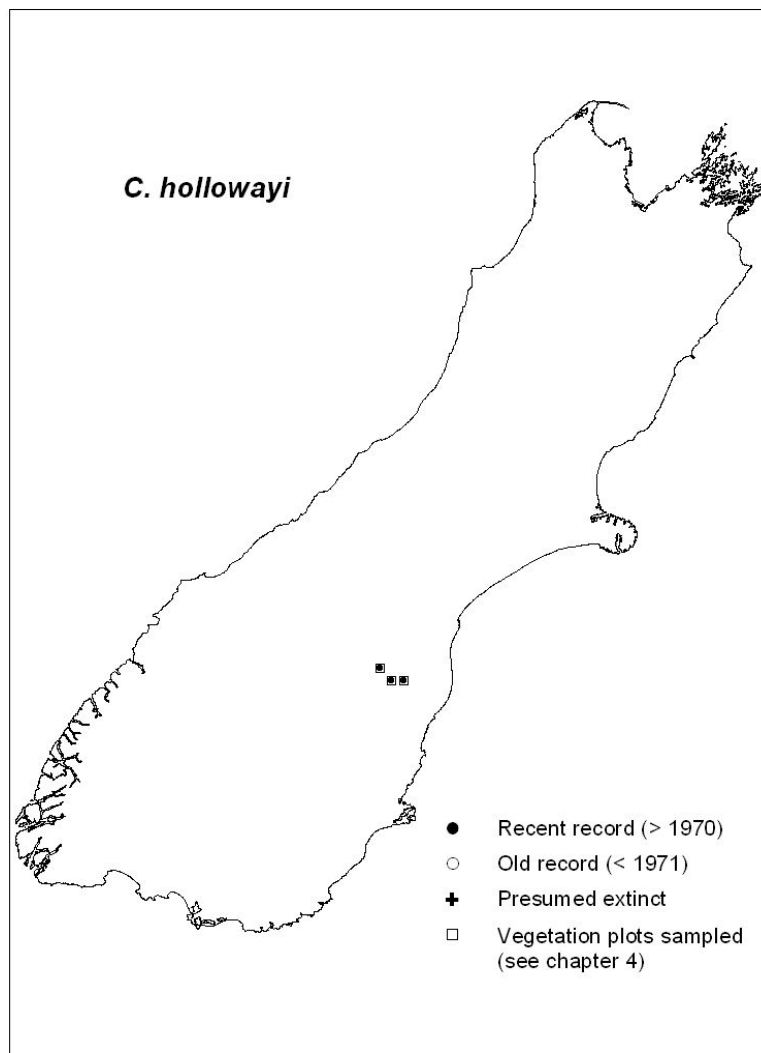 C. hollowayi
Recent record (> 1970)
Old record (< 1971)
Presumed extinct
Vegetation plots sampled
(see chapter 4)